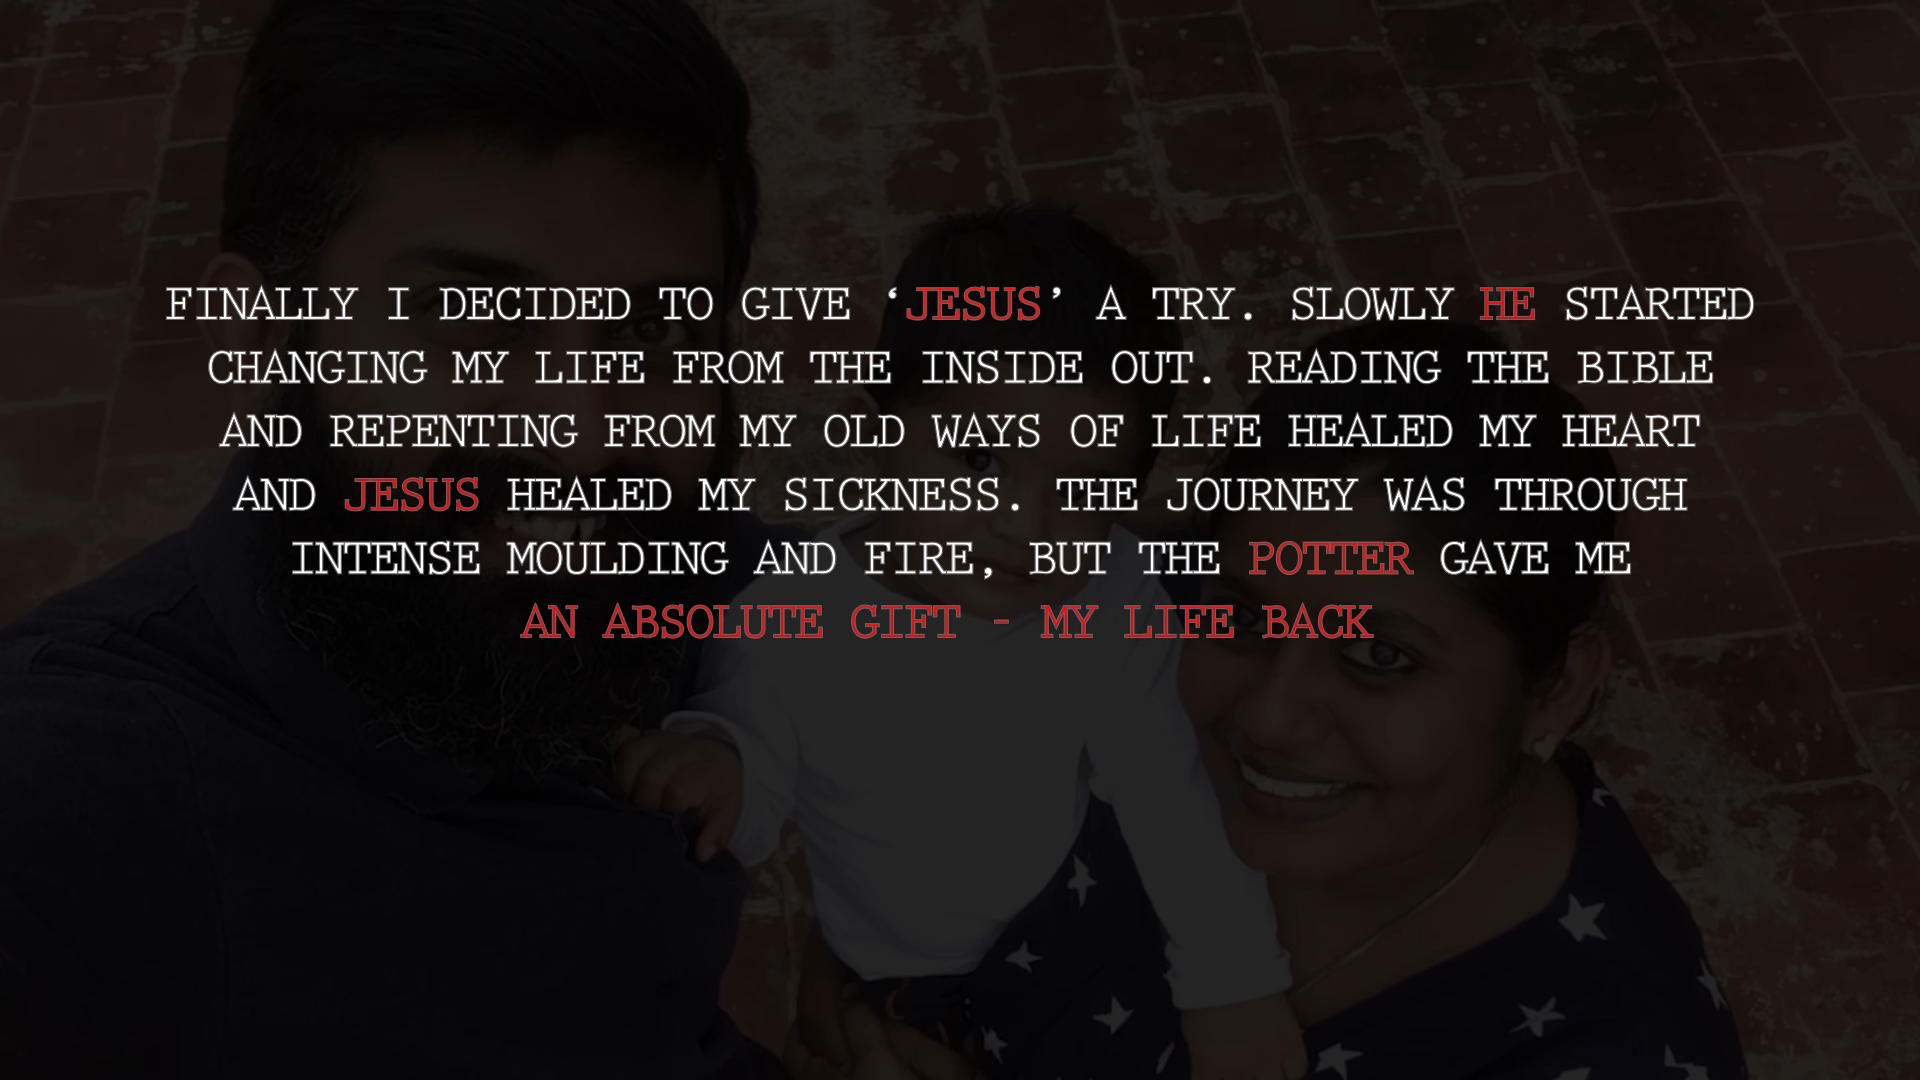 FINALLY I DECIDED TO GIVE ‘JESUS’ A TRY. SLOWLY HE STARTED
CHANGING MY LIFE FROM THE INSIDE OUT. READING THE BIBLE
AND REPENTING FROM MY OLD WAYS OF LIFE HEALED MY HEART
AND JESUS HEALED MY SICKNESS. THE JOURNEY WAS THROUGH
INTENSE MOULDING AND FIRE, BUT THE POTTER GAVE ME
AN ABSOLUTE GIFT - MY LIFE BACK